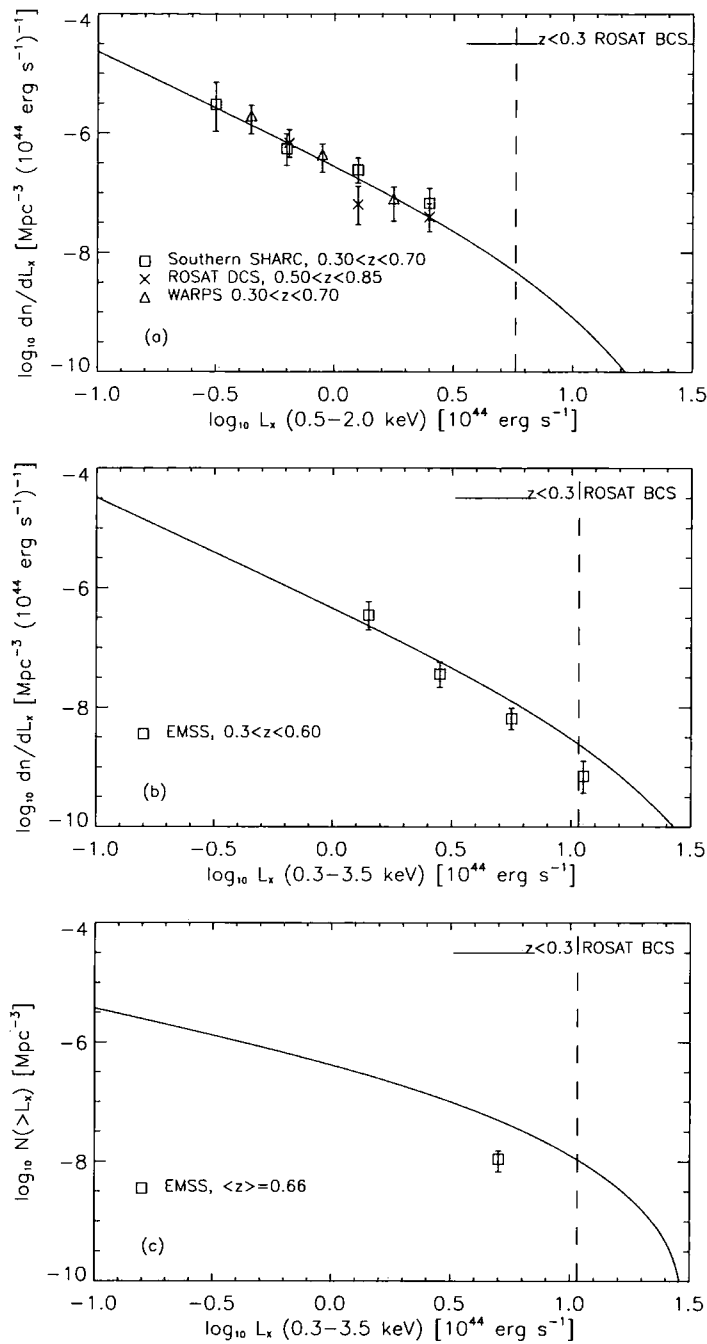 -4
-6
-8
-10
log₁₀ dn/dLₓ [Mpc⁻³ (10⁴⁴ erg s⁻¹)⁻¹]
z<0.3 ROSAT BCS
Southern SHARC, 0.30<z<0.70
ROSAT DCS, 0.50<z<0.85
WARPS 0.30<z<0.70
(a)
-1.0 -0.5 0.0 0.5 1.0 1.5
log₁₀ Lₓ (0.5-2.0 keV) [10⁴⁴ erg s⁻¹]
-4
-6
-8
-10
log₁₀ dn/dLₓ [Mpc⁻³ (10⁴⁴ erg s⁻¹)⁻¹]
z<0.3 ROSAT BCS
EMSS, 0.3<z<0.60
(b)
-1.0 -0.5 0.0 0.5 1.0 1.5
log₁₀ Lₓ (0.3-3.5 keV) [10⁴⁴ erg s⁻¹]
-4
-6
-8
-10
log₁₀ N(>Lₓ) [Mpc⁻³]
z<0.3 ROSAT BCS
EMSS, <z>=0.66
(c)
-1.0 -0.5 0.0 0.5 1.0 1.5
log₁₀ Lₓ (0.3-3.5 keV) [10⁴⁴ erg s⁻¹]